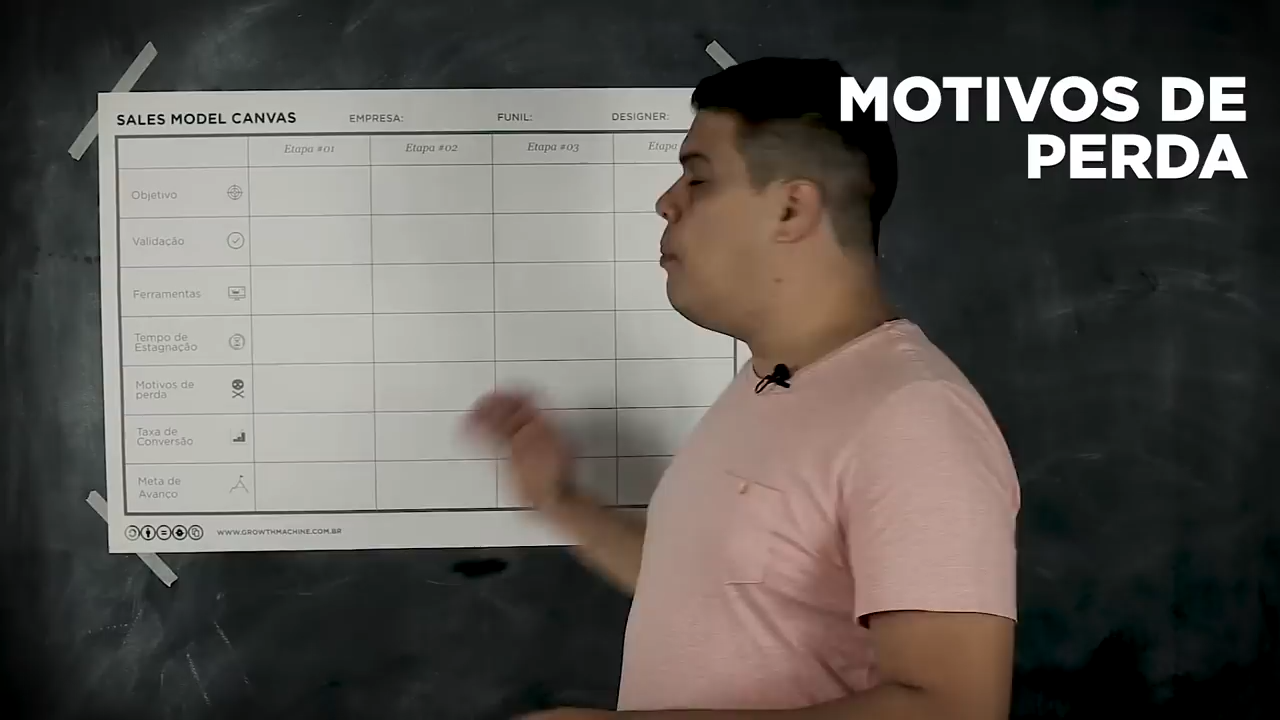 MOTIVOS DE
PERDA
SALES MODEL CANVAS
EMPRESA:
FUNIL:
DESIGNER:
Etapa #01
Etapa #02
Etapa #03
Etapa
Objetivo
Validação
Ferramentas
Tempo de
Estagnação
Motivos de
perda
Taxa de
Conversão
Meta de
Avanço
WWW.GROWTHMACHINE.COM.BR